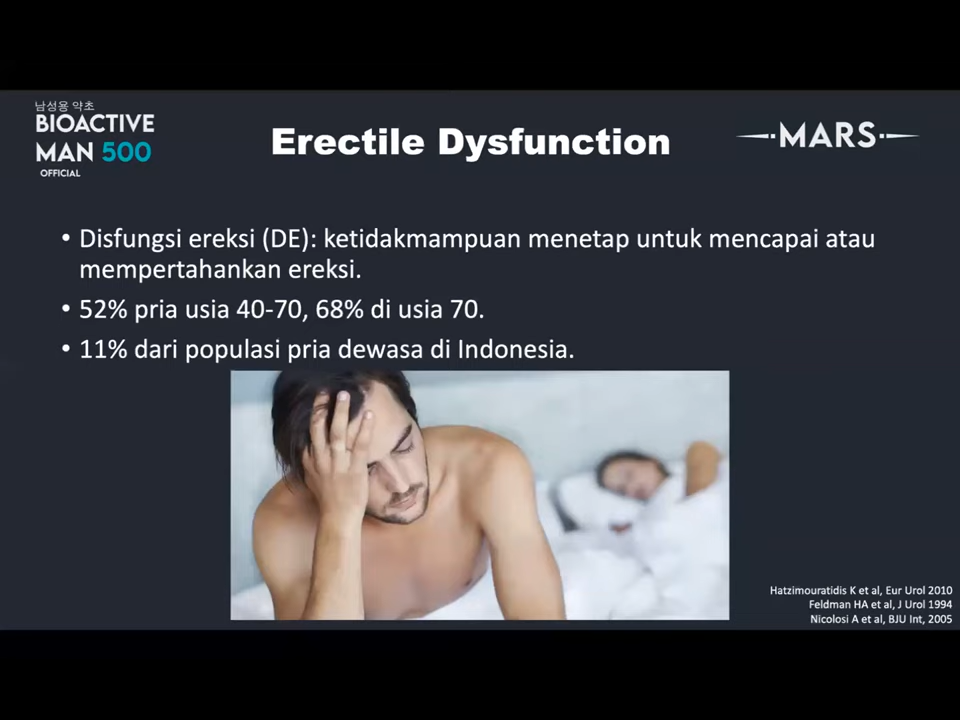 남성용 약초
BIOACTIVE
MAN 500
OFFICIAL
Erectile Dysfunction
MARS
• Disfungsi ereksi (DE): ketidakmampuan menetap untuk mencapai atau
mempertahankan ereksi.
• 52% pria usia 40-70, 68% di usia 70.
• 11% dari populasi pria dewasa di Indonesia.
Hatzimouratidis K et al, Eur Urol 2010
Feldman HA et al, J Urol 1994
Nicolosi A et al, BJU Int, 2005